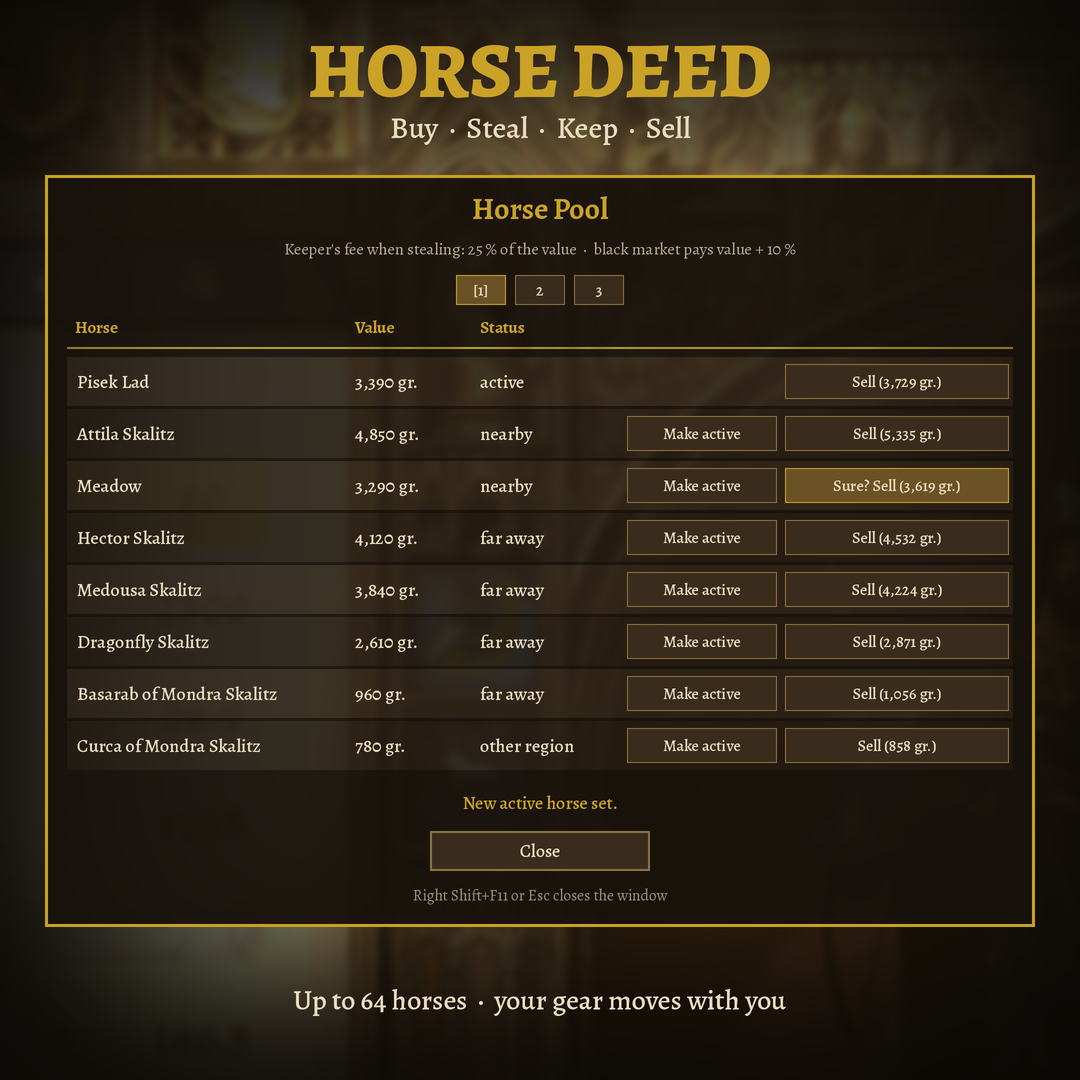 HORSE DEED
Buy · Steal · Keep · Sell
Horse Pool
Keeper's fee when stealing: 25 % of the value · black market pays value + 10 %
[1] 2 3
Horse Value Status
Pisek Lad 3,390 gr. active Sell (3,729 gr.)
Attila Skalitz 4,850 gr. nearby Make active Sell (5,335 gr.)
Meadow 3,290 gr. nearby Make active Sure? Sell (3,619 gr.)
Hector Skalitz 4,120 gr. far away Make active Sell (4,532 gr.)
Medousa Skalitz 3,840 gr. far away Make active Sell (4,224 gr.)
Dragonfly Skalitz 2,610 gr. far away Make active Sell (2,871 gr.)
Basarab of Mondra Skalitz 960 gr. far away Make active Sell (1,056 gr.)
Curca of Mondra Skalitz 780 gr. other region Make active Sell (858 gr.)
New active horse set.
Close
Right Shift+F11 or Esc closes the window
Up to 64 horses · your gear moves with you